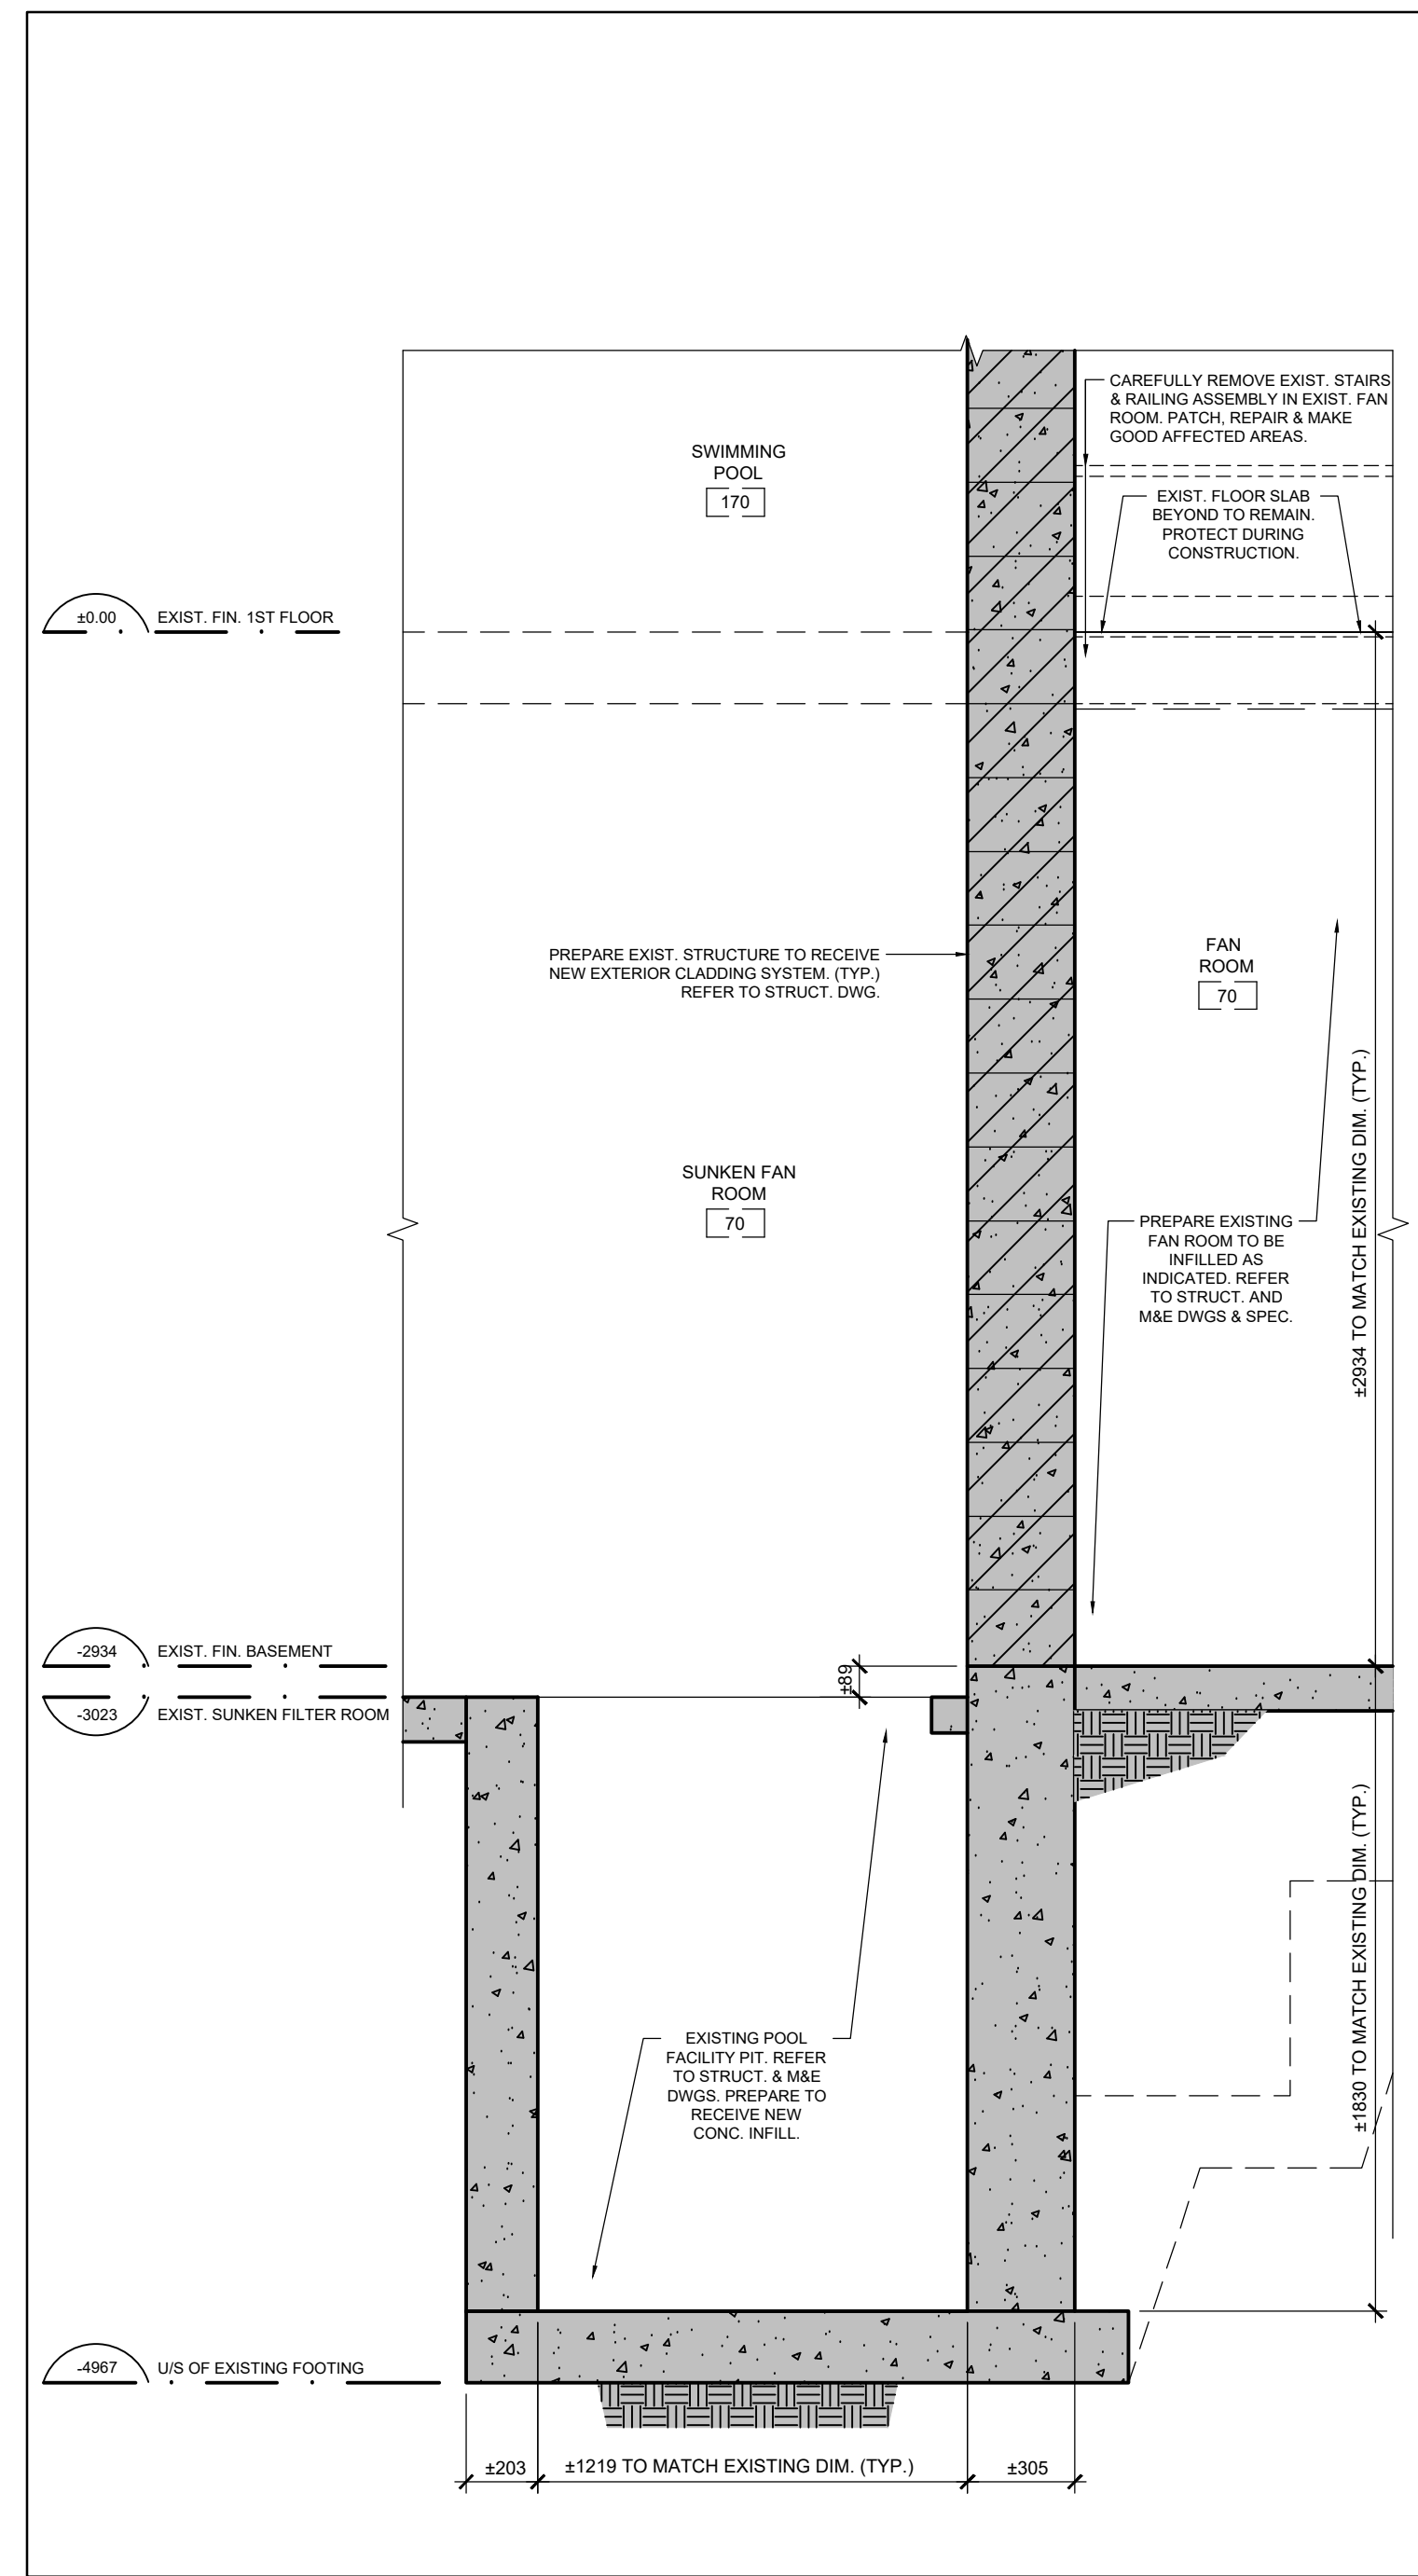 CAREFULLY REMOVE EXIST. STAIRS
& RAILING ASSEMBLY IN EXIST. FAN
ROOM. PATCH, REPAIR & MAKE
GOOD AFFECTED AREAS.
SWIMMING
POOL
170
EXIST. FLOOR SLAB
BEYOND TO REMAIN.
PROTECT DURING
CONSTRUCTION.
±0.00 EXIST. FIN. 1ST FLOOR
PREPARE EXIST. STRUCTURE TO RECEIVE
NEW EXTERIOR CLADDING SYSTEM. (TYP.)
REFER TO STRUCT. DWG.
FAN
ROOM
70
±2934 TO MATCH EXISTING DIM. (TYP.)
SUNKEN FAN
ROOM
70
PREPARE EXISTING
FAN ROOM TO BE
INFILLED AS
INDICATED. REFER
TO STRUCT. AND
M&E DWGS & SPEC.
-2934 EXIST. FIN. BASEMENT
±89
-3023 EXIST. SUNKEN FILTER ROOM
±1830 TO MATCH EXISTING DIM. (TYP.)
EXISTING POOL
FACILITY PIT. REFER
TO STRUCT. & M&E
DWGS. PREPARE TO
RECEIVE NEW
CONC. INFILL.
-4967 U/S OF EXISTING FOOTING
±203
±1219 TO MATCH EXISTING DIM. (TYP.)
±305